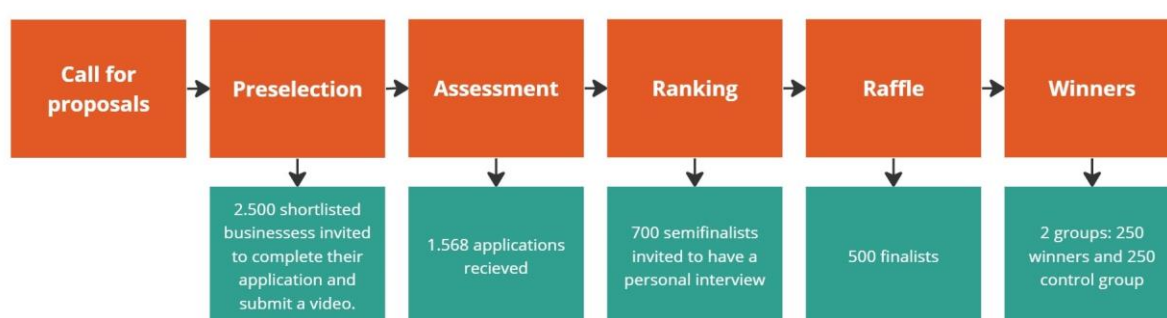 Call for
proposals
Preselection
Assessment
Ranking
Raffle
Winners
2.500 shortlisted
businessess invited
to complete their
application and
submit a video.
1.568 applications
recieved
700 semifinalists
invited to have a
personal interview
500 finalists
2 groups: 250
winners and 250
control group